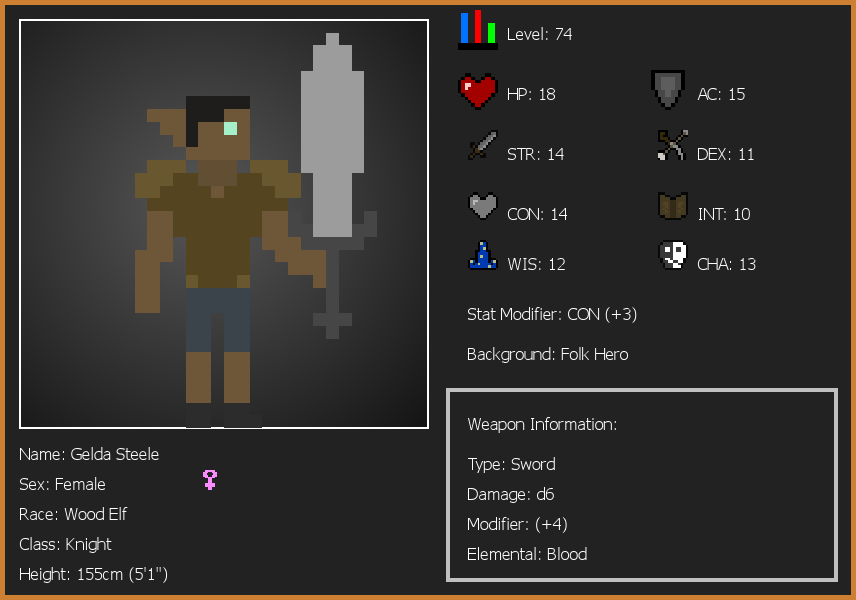 Level: 74
HP: 18
AC: 15
STR: 14
DEX: 11
CON: 14
INT: 10
WIS: 12
CHA: 13
Stat Modifier: CON (+3)
Background: Folk Hero
Weapon Information:
Type: Sword
Damage: d6
Modifier: (+4)
Elemental: Blood
Name: Gelda Steele
Sex: Female
Race: Wood Elf
Class: Knight
Height: 155cm (5'1")